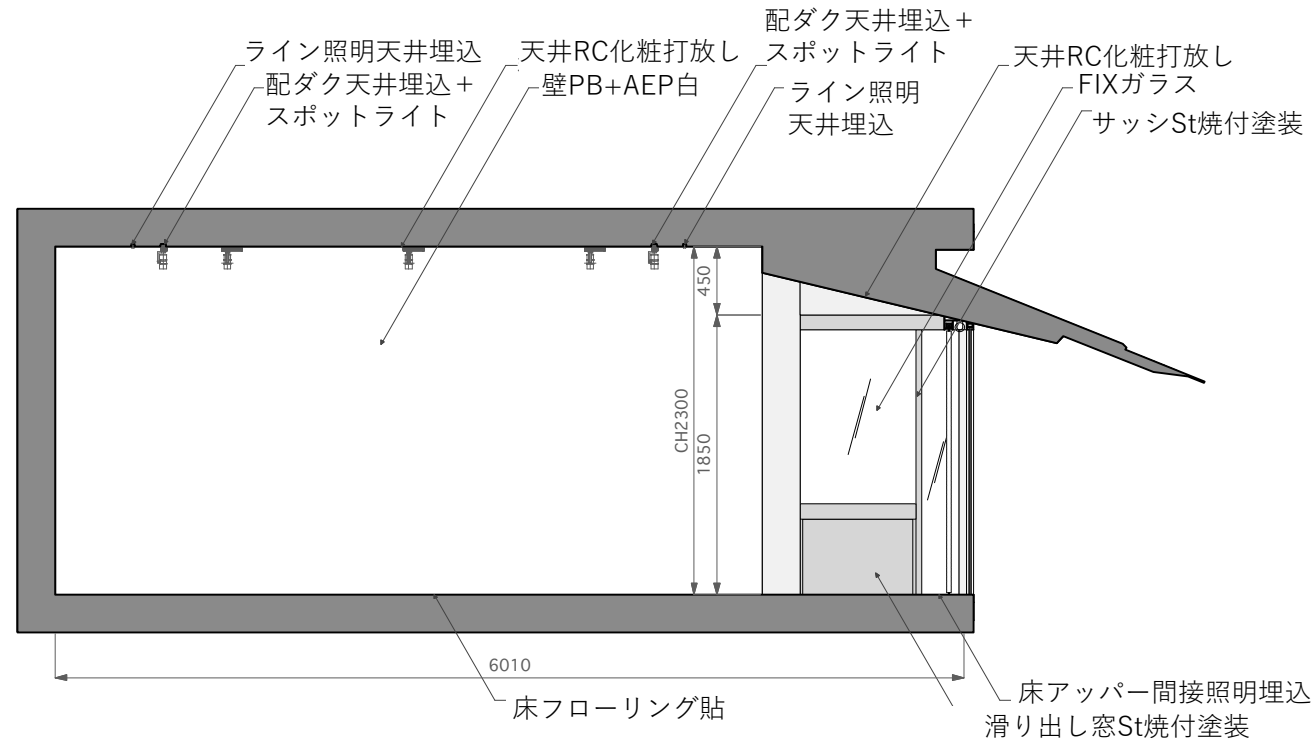 ライン照明天井埋込
配ダク天井埋込＋
スポットライト
天井RC化粧打放し
壁PB+AEP白
配ダク天井埋込＋
スポットライト
ライン照明
天井埋込
天井RC化粧打放し
FIXガラス
サッシSt焼付塗装
450
CH2300
1850
6010
床フローリング貼
床アッパー間接照明埋込
滑り出し窓St焼付塗装